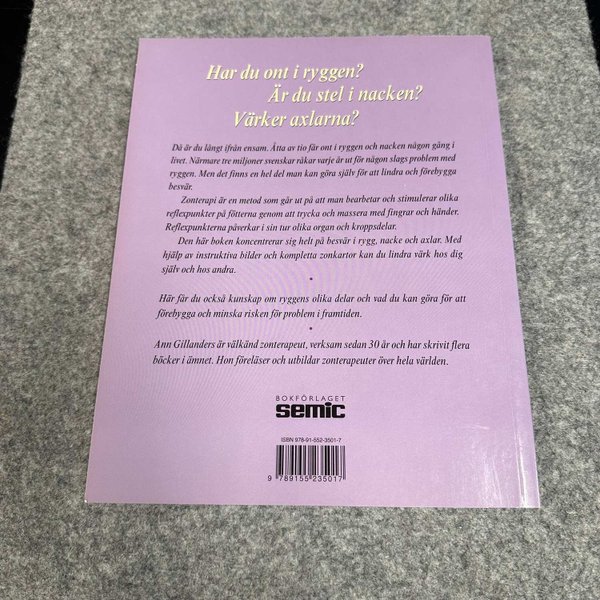 Har du ont i ryggen?
Är du stel i nacken?
Värker axlarna?
Då är du långt ifrån ensam. Åtta av tio får ont i ryggen och nacken någon gång i
livet. Närmare tre miljoner svenskar råkar varje år ut för någon slags problem med
ryggen. Men det finns en hel del man kan göra själv för att lindra och förebygga
besvär.
Zonterapi är en metod som går ut på att man bearbetar och stimulerar olika
reflexpunkter på fötterna genom att trycka och massera med fingrar och händer.
Reflexpunkterna påverkar i sin tur olika organ och kroppsdelar.
Den här boken koncentrerar sig helt på besvär i rygg, nacke och axlar. Med
hjälp av instruktiva bilder och kompletta zonkartor kan du lindra värk hos dig
själv och hos andra.
•
Här får du också kunskap om ryggens olika delar och vad du kan göra för att
förebygga och minska risken för problem i framtiden.
•
Ann Gillanders är välkänd zonterapeut, verksam sedan 30 år och har skrivit flera
böcker i ämnet. Hon föreläser och utbildar zonterapeuter över hela världen.
BOKFÖRLAGET
semic
ISBN 978-91-552-3501-7
9 789155 235017